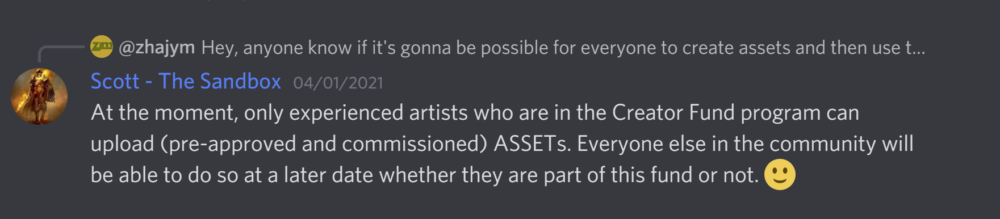 zjm @zhajym Hey, anyone know if it's gonna be possible for everyone to create assets and then use t...
Scott - The Sandbox 04/01/2021
At the moment, only experienced artists who are in the Creator Fund program can
upload (pre-approved and commissioned) ASSETs. Everyone else in the community will
be able to do so at a later date whether they are part of this fund or not. 🙂